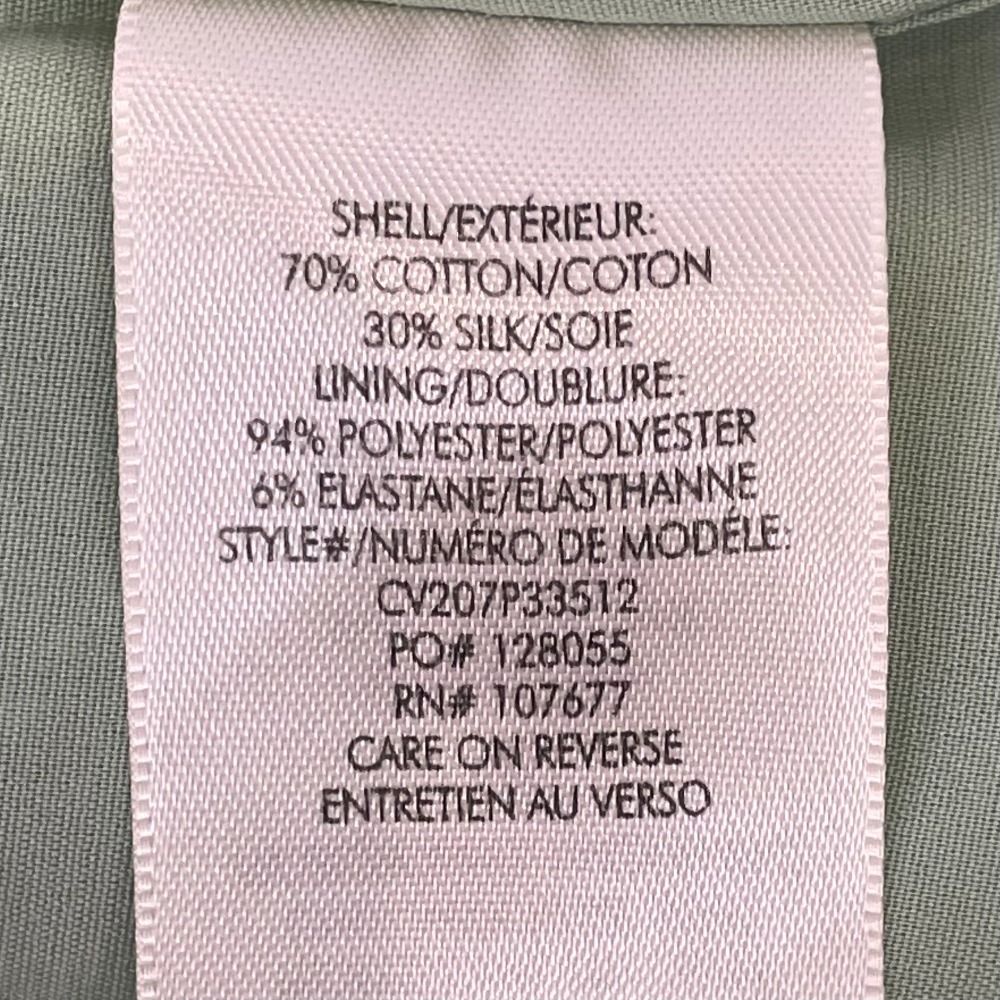 SHELL/EXTÉRIEUR:
70% COTTON/COTON
30% SILK/SOIE
LINING/DOUBLURE:
94% POLYESTER/POLYESTER
6% ELASTANE/ÉLASTHANNE
STYLE#/NUMÉRO DE MODÉLE:
CV207P33512
PO# 128055
RN# 107677
CARE ON REVERSE
ENTRETIEN AU VERSO